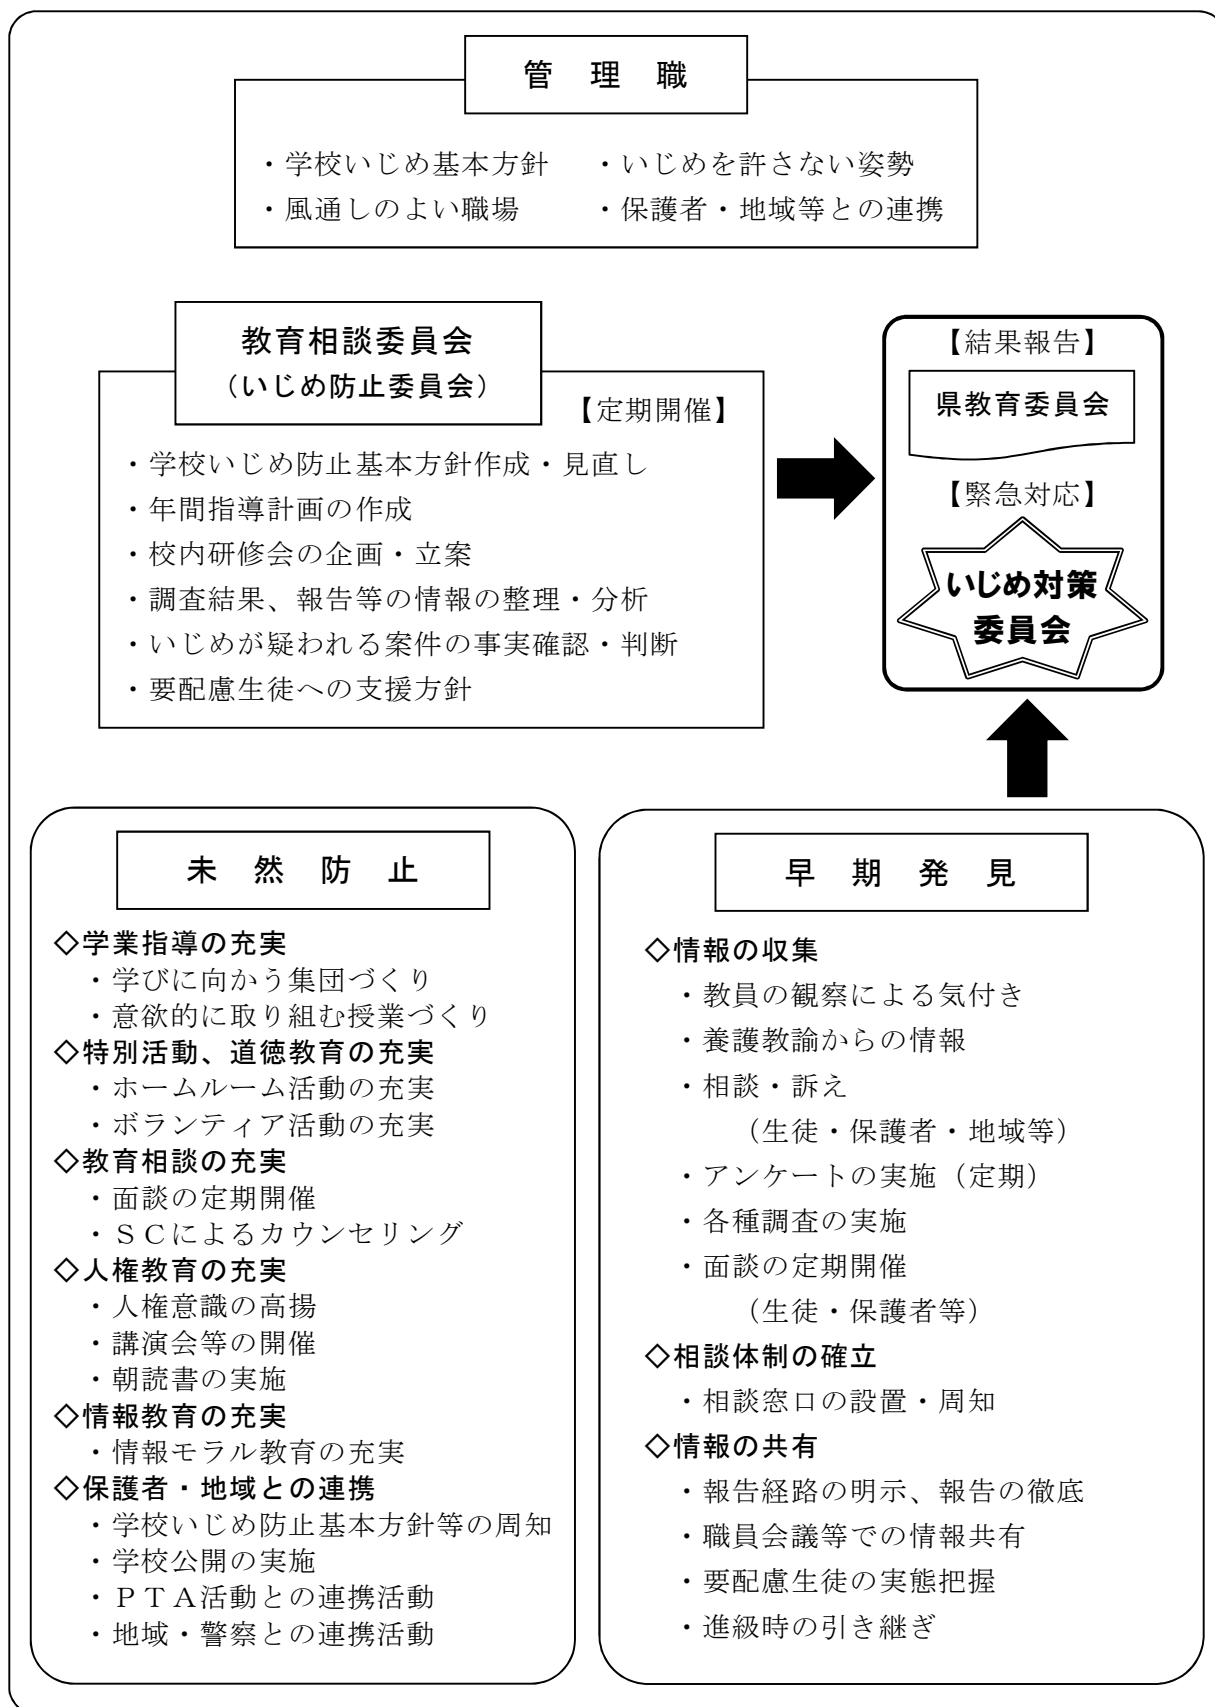 管　理　職
・学校いじめ基本方針　・いじめを許さない姿勢
・風通しのよい職場　・保護者・地域等との連携
教育相談委員会
（いじめ防止委員会）
【定期開催】
・学校いじめ防止基本方針作成・見直し
・年間指導計画の作成
・校内研修会の企画・立案
・調査結果、報告等の情報の整理・分析
・いじめが疑われる案件の事実確認・判断
・要配慮生徒への支援方針
【結果報告】
県教育委員会
【緊急対応】
いじめ対策
委員会
未　然　防　止
◇学業指導の充実
・学びに向かう集団づくり
・意欲的に取り組む授業づくり
◇特別活動、道徳教育の充実
・ホームルーム活動の充実
・ボランティア活動の充実
◇教育相談の充実
・面談の定期開催
・ＳＣによるカウンセリング
◇人権教育の充実
・人権意識の高揚
・講演会等の開催
・朝読書の実施
◇情報教育の充実
・情報モラル教育の充実
◇保護者・地域との連携
・学校いじめ防止基本方針等の周知
・学校公開の実施
・ＰＴＡ活動との連携活動
・地域・警察との連携活動
早　期　発　見
◇情報の収集
・教員の観察による気付き
・養護教諭からの情報
・相談・訴え
（生徒・保護者・地域等）
・アンケートの実施（定期）
・各種調査の実施
・面談の定期開催
（生徒・保護者等）
◇相談体制の確立
・相談窓口の設置・周知
◇情報の共有
・報告経路の明示、報告の徹底
・職員会議等での情報共有
・要配慮生徒の実態把握
・進級時の引き継ぎ